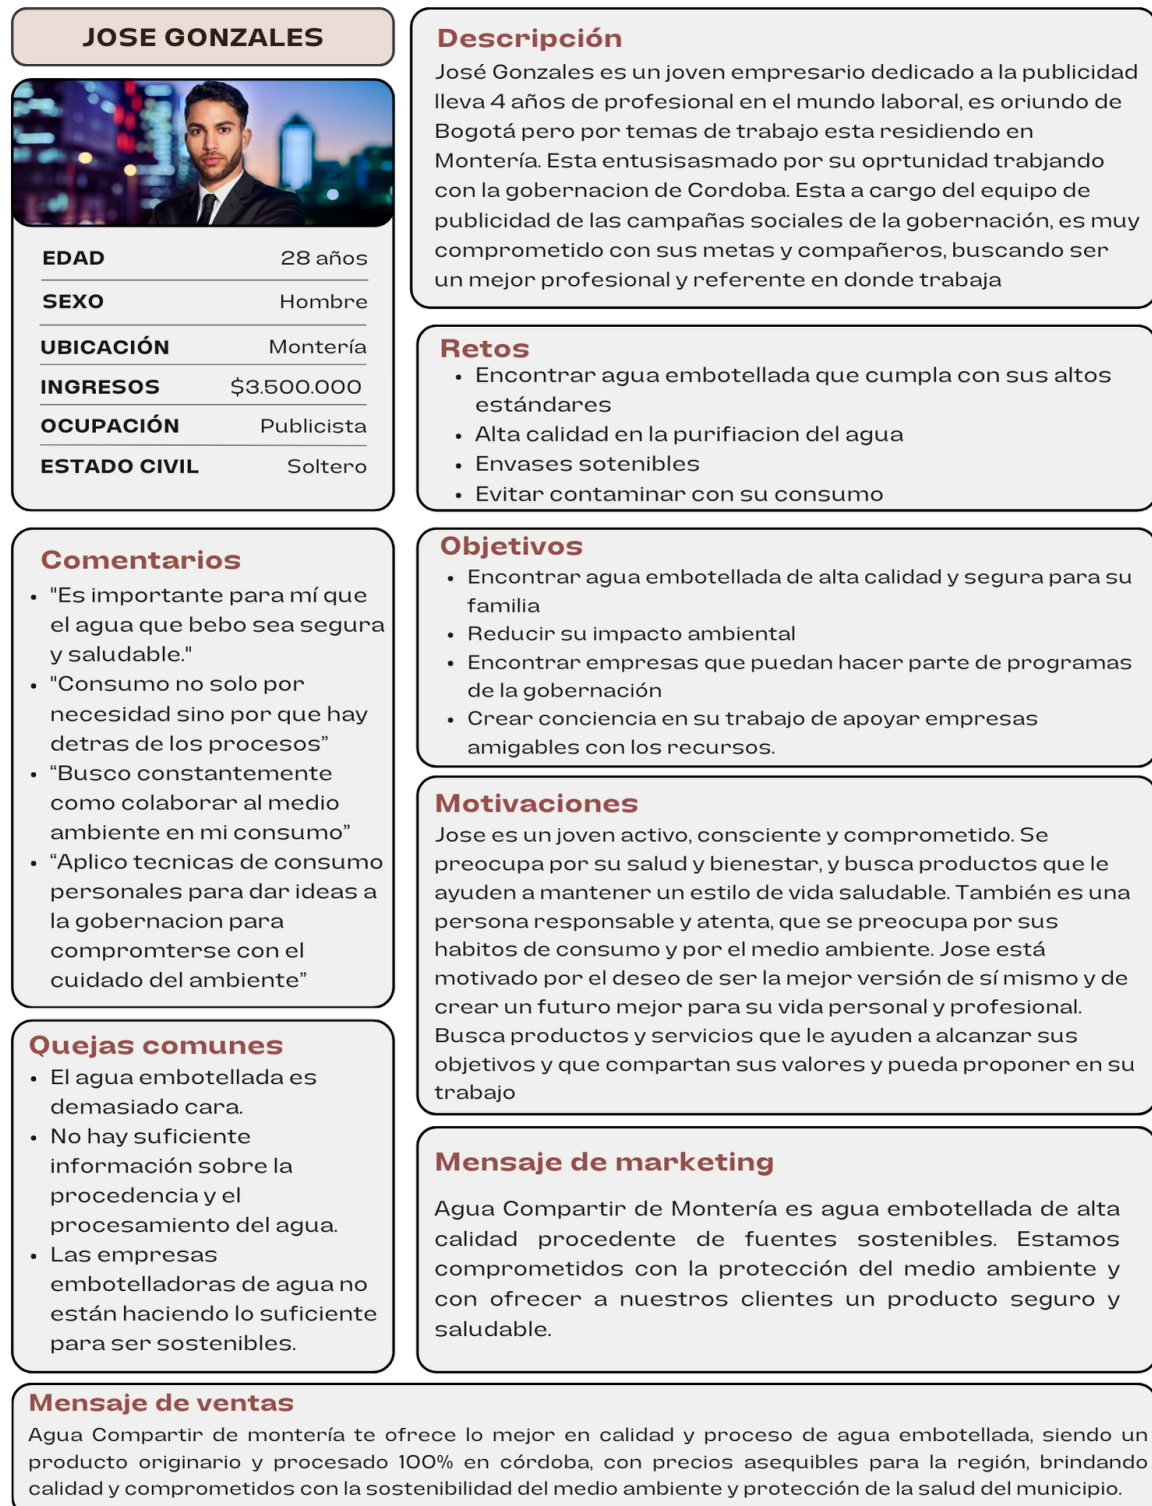 JOSE GONZALES
EDAD 28 años
SEXO Hombre
UBICACIÓN Montería
INGRESOS $3.500.000
OCUPACIÓN Publicista
ESTADO CIVIL Soltero
Descripción
José Gonzales es un joven empresario dedicado a la publicidad
lleva 4 años de profesional en el mundo laboral, es oriundo de
Bogotá pero por temas de trabajo esta residiendo en
Montería. Esta entusisasmado por su oprtunidad trabjando
con la gobernacion de Cordoba. Esta a cargo del equipo de
publicidad de las campañas sociales de la gobernación, es muy
comprometido con sus metas y compañeros, buscando ser
un mejor profesional y referente en donde trabaja
Retos
• Encontrar agua embotellada que cumpla con sus altos
estándares
• Alta calidad en la purifiacion del agua
• Envases sotenibles
• Evitar contaminar con su consumo
Comentarios
• "Es importante para mí que
el agua que bebo sea segura
y saludable."
• "Consumo no solo por
necesidad sino por que hay
detras de los procesos”
• “Busco constantemente
como colaborar al medio
ambiente en mi consumo”
• “Aplico tecnicas de consumo
personales para dar ideas a
la gobernacion para
compromterse con el
cuidado del ambiente”
Objetivos
• Encontrar agua embotellada de alta calidad y segura para su
familia
• Reducir su impacto ambiental
• Encontrar empresas que puedan hacer parte de programas
de la gobernación
• Crear conciencia en su trabajo de apoyar empresas
amigables con los recursos.
Motivaciones
Jose es un joven activo, consciente y comprometido. Se
preocupa por su salud y bienestar, y busca productos que le
ayuden a mantener un estilo de vida saludable. También es una
persona responsable y atenta, que se preocupa por sus
habitos de consumo y por el medio ambiente. Jose está
motivado por el deseo de ser la mejor versión de sí mismo y de
crear un futuro mejor para su vida personal y profesional.
Busca productos y servicios que le ayuden a alcanzar sus
objetivos y que compartan sus valores y pueda proponer en su
trabajo
Quejas comunes
• El agua embotellada es
demasiado cara.
• No hay suficiente
información sobre la
procedencia y el
procesamiento del agua.
• Las empresas
embotelladoras de agua no
están haciendo lo suficiente
para ser sostenibles.
Mensaje de marketing
Agua Compartir de Montería es agua embotellada de alta
calidad procedente de fuentes sostenibles. Estamos
comprometidos con la protección del medio ambiente y
con ofrecer a nuestros clientes un producto seguro y
saludable.
Mensaje de ventas
Agua Compartir de montería te ofrece lo mejor en calidad y proceso de agua embotellada, siendo un
producto originario y procesado 100% en córdoba, con precios asequibles para la región, brindando
calidad y comprometidos con la sostenibilidad del medio ambiente y protección de la salud del municipio.